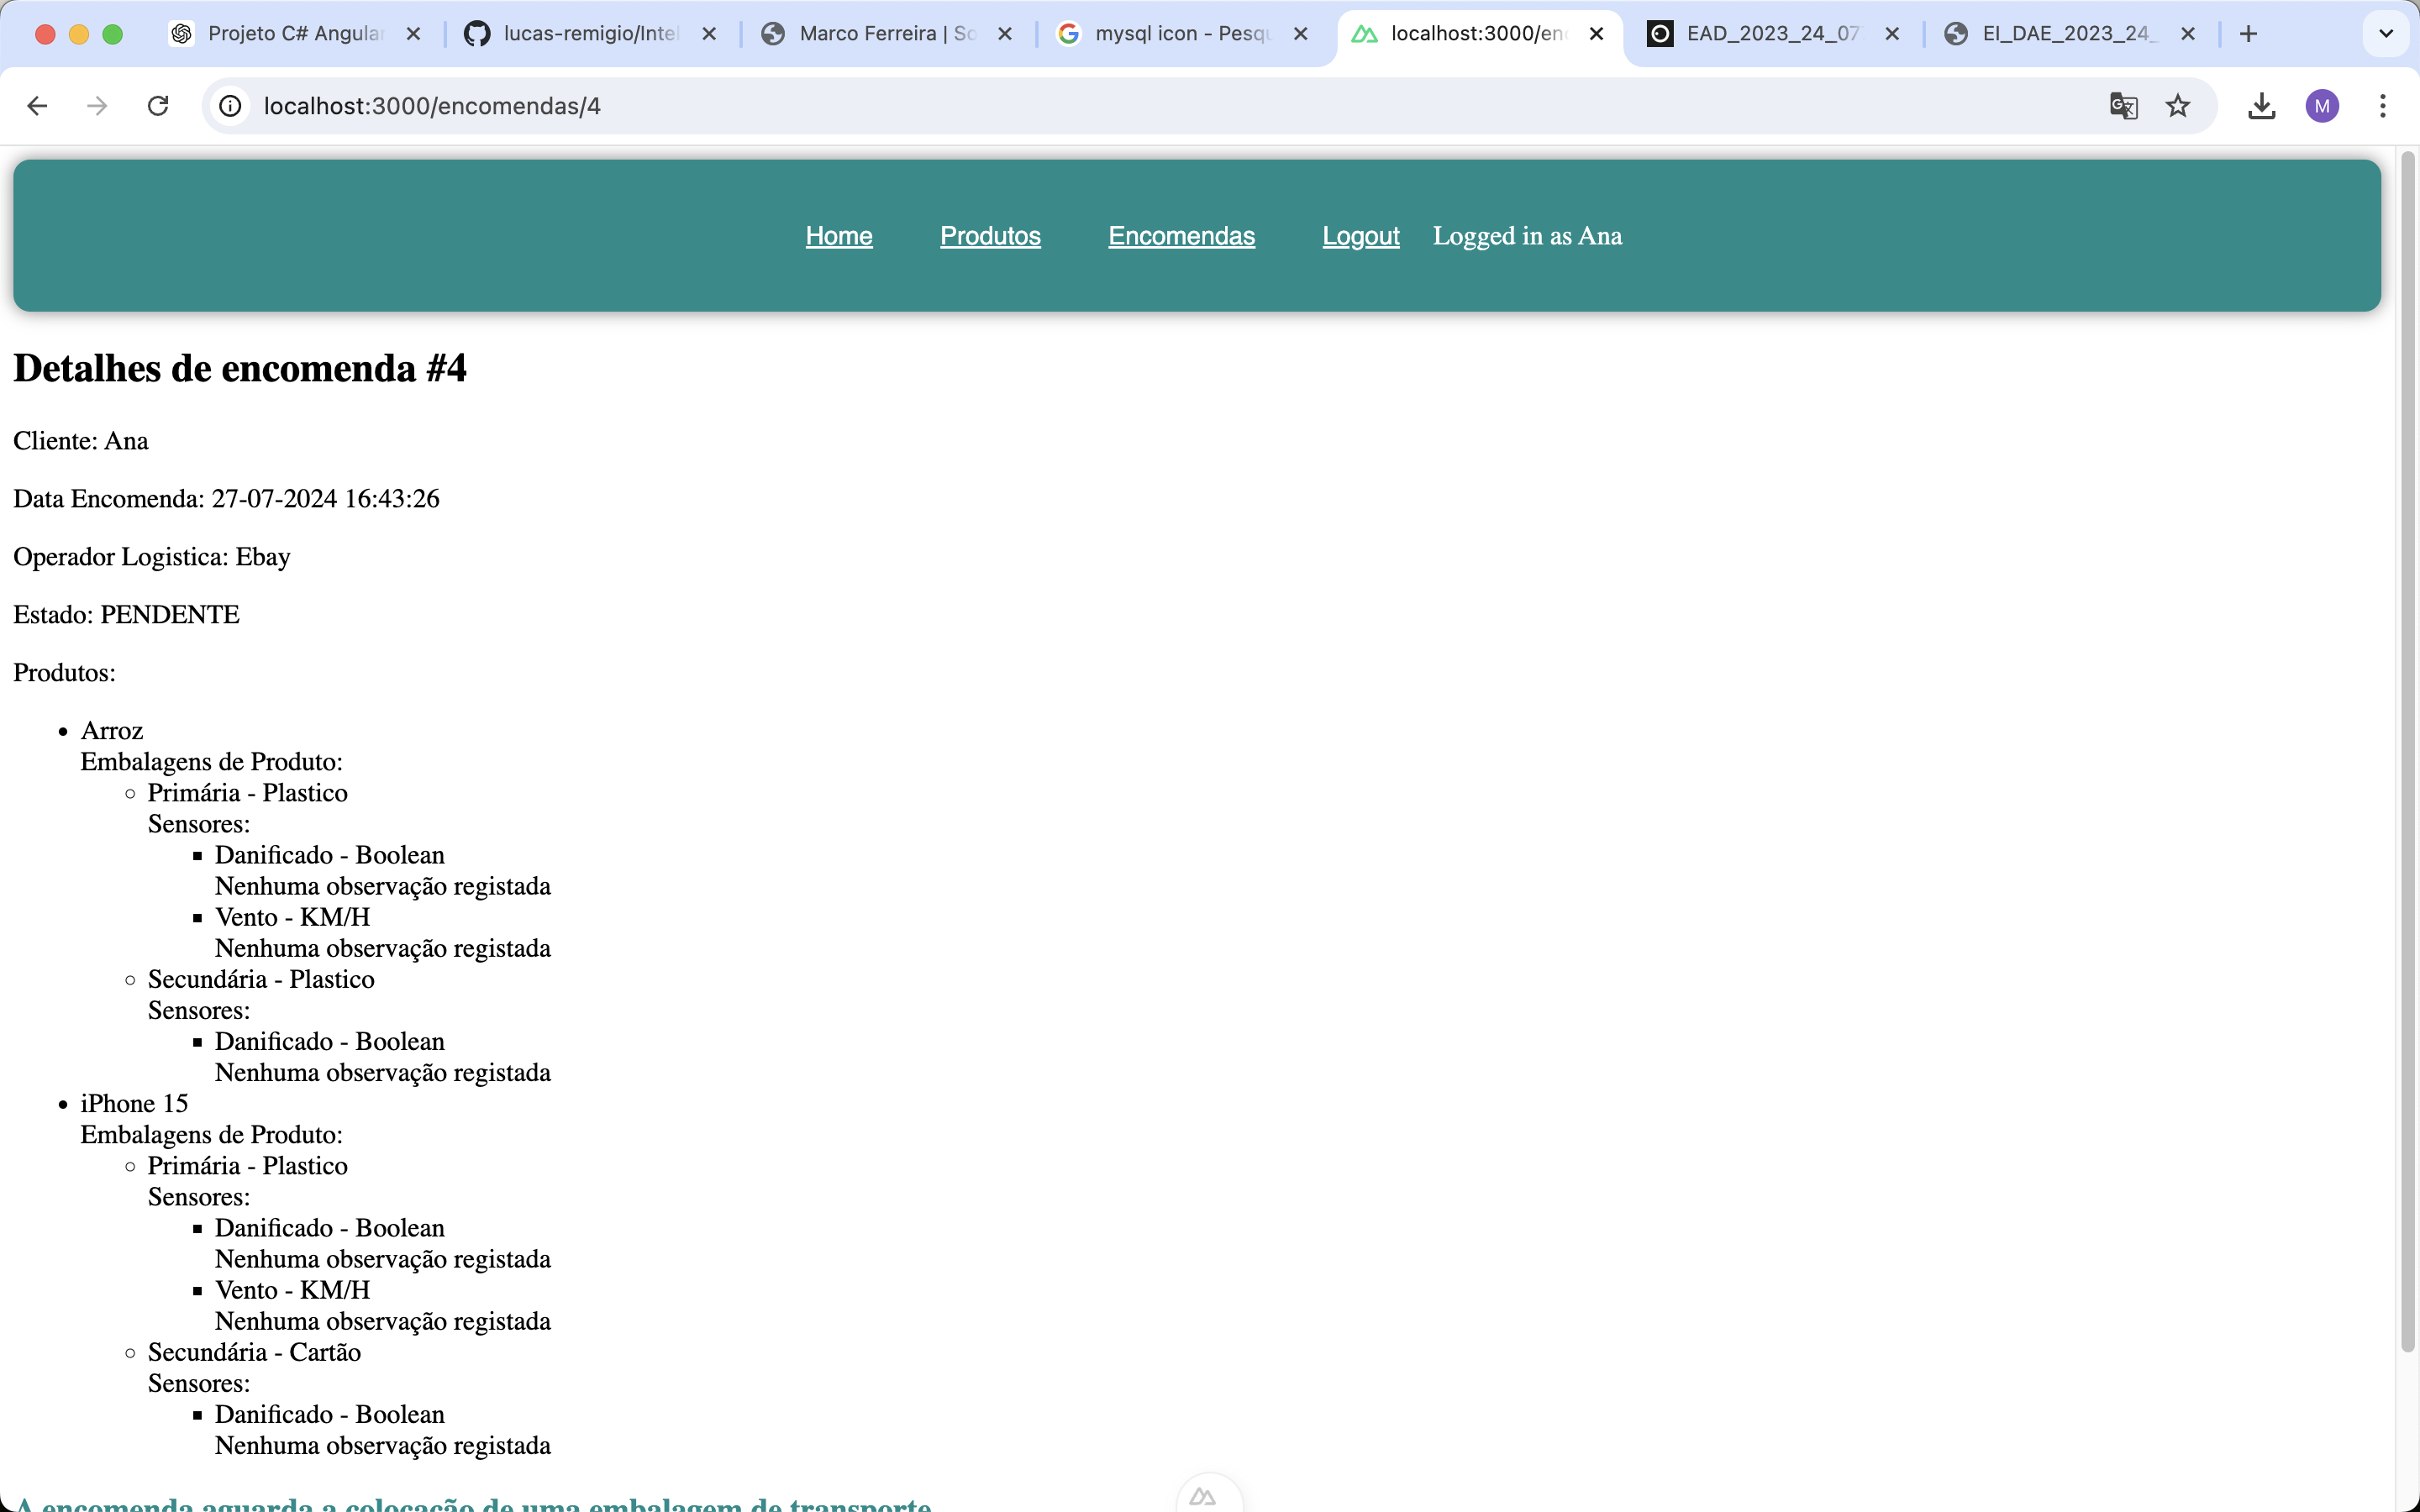 Projeto C# Angular
lucas-remigio/Inte
Marco Ferreira | So
mysql icon - Pesqu
localhost:3000/en
EAD_2023_24_07
EI_DAE_2023_24_
localhost:3000/encomendas/4
M
Home Produtos Encomendas Logout Logged in as Ana
Detalhes de encomenda #4
Cliente: Ana
Data Encomenda: 27-07-2024 16:43:26
Operador Logistica: Ebay
Estado: PENDENTE
Produtos:
Arroz
Embalagens de Produto:
Primária - Plastico
Sensores:
Danificado - Boolean
Nenhuma observação registada
Vento - KM/H
Nenhuma observação registada
Secundária - Plastico
Sensores:
Danificado - Boolean
Nenhuma observação registada
iPhone 15
Embalagens de Produto:
Primária - Plastico
Sensores:
Danificado - Boolean
Nenhuma observação registada
Vento - KM/H
Nenhuma observação registada
Secundária - Cartão
Sensores:
Danificado - Boolean
Nenhuma observação registada
A encomenda aguarda a colocação de uma embalagem de transporte